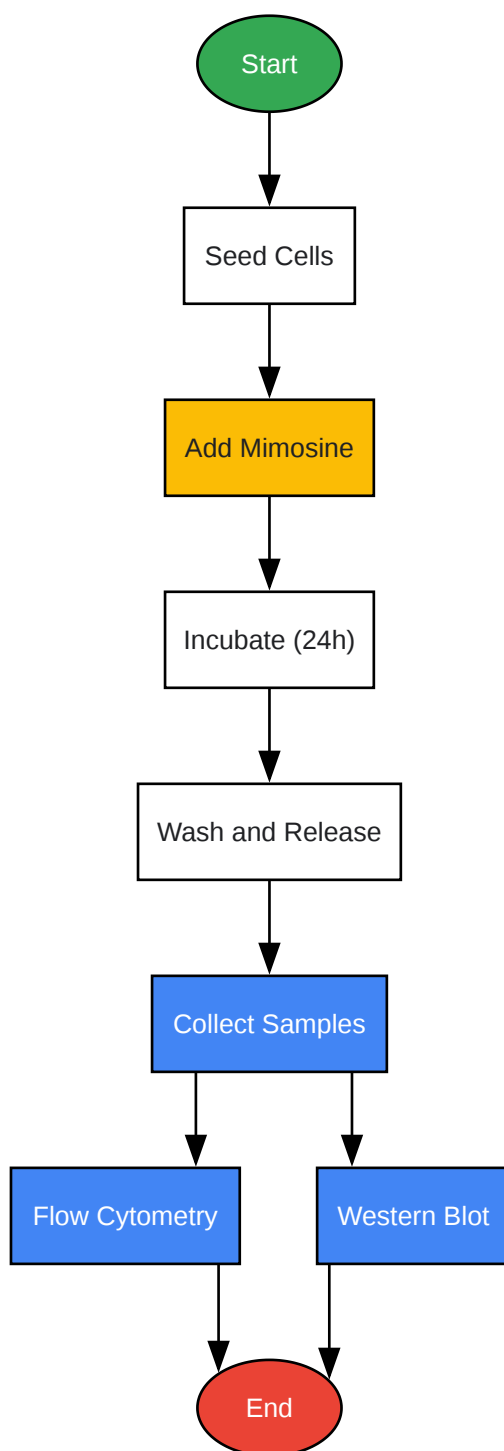 Start
Seed Cells
Add Mimosine
Incubate (24h)
Wash and Release
Collect Samples
Flow Cytometry
Western Blot
End